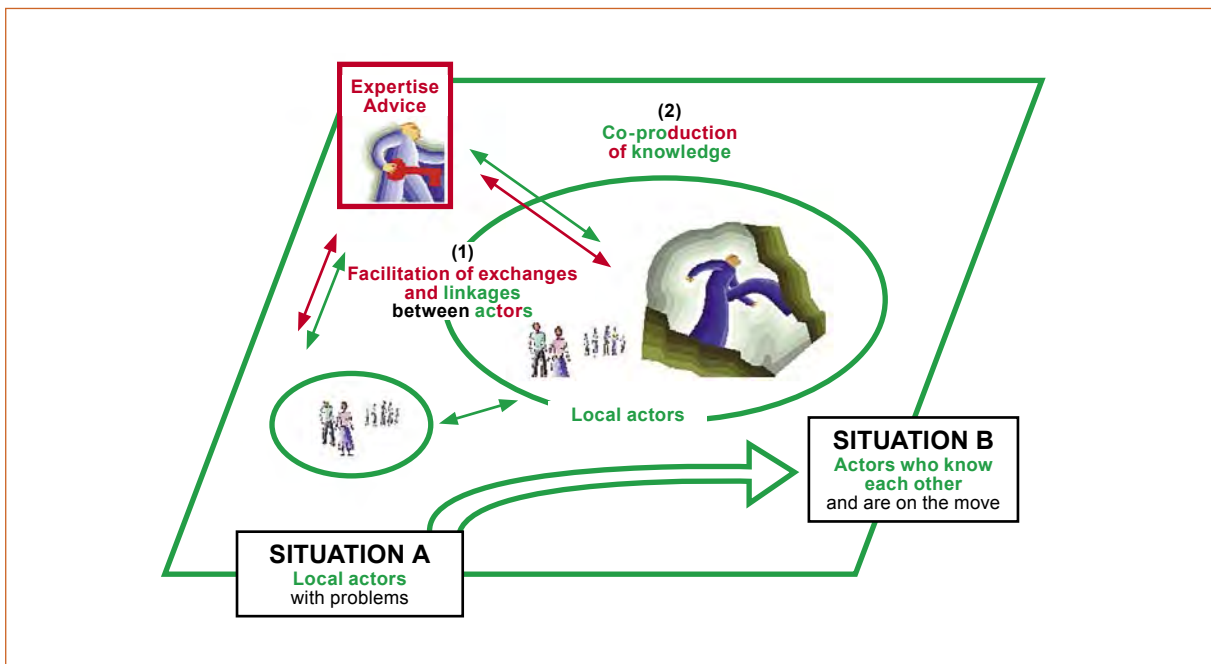 Expertise
Advice
(2)
Co-production
of knowledge
(1)
Facilitation of exchanges
and linkages
between actors
Local actors
SITUATION B
Actors who know
each other
and are on the move
SITUATION A
Local actors
with problems